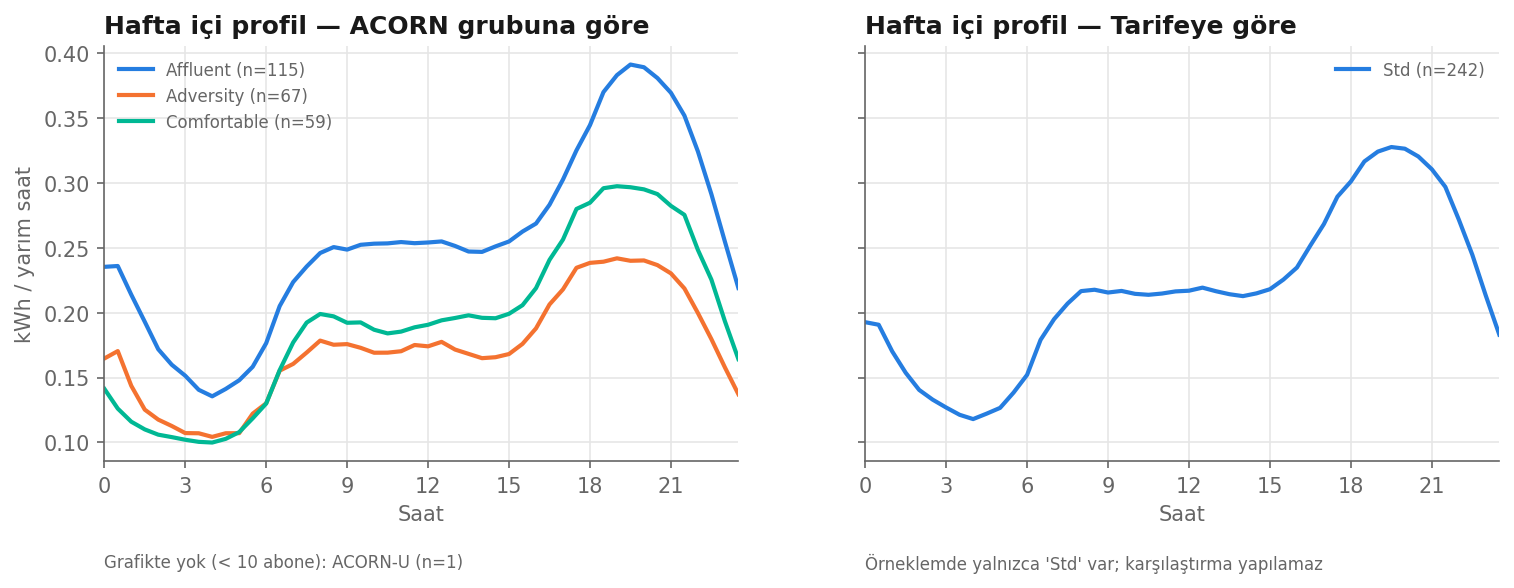 Hafta içi profil — ACORN grubuna göre
0.40
0.35
0.30
0.25
0.20
0.15
0.10
kWh / yarım saat
Affluent (n=115)
Adversity (n=67)
Comfortable (n=59)
0 3 6 9 12 15 18 21
Saat
Grafikte yok (< 10 abone): ACORN-U (n=1)
Hafta içi profil — Tarifeye göre
Std (n=242)
0 3 6 9 12 15 18 21
Saat
Örneklemde yalnızca 'Std' var; karşılaştırma yapılamaz